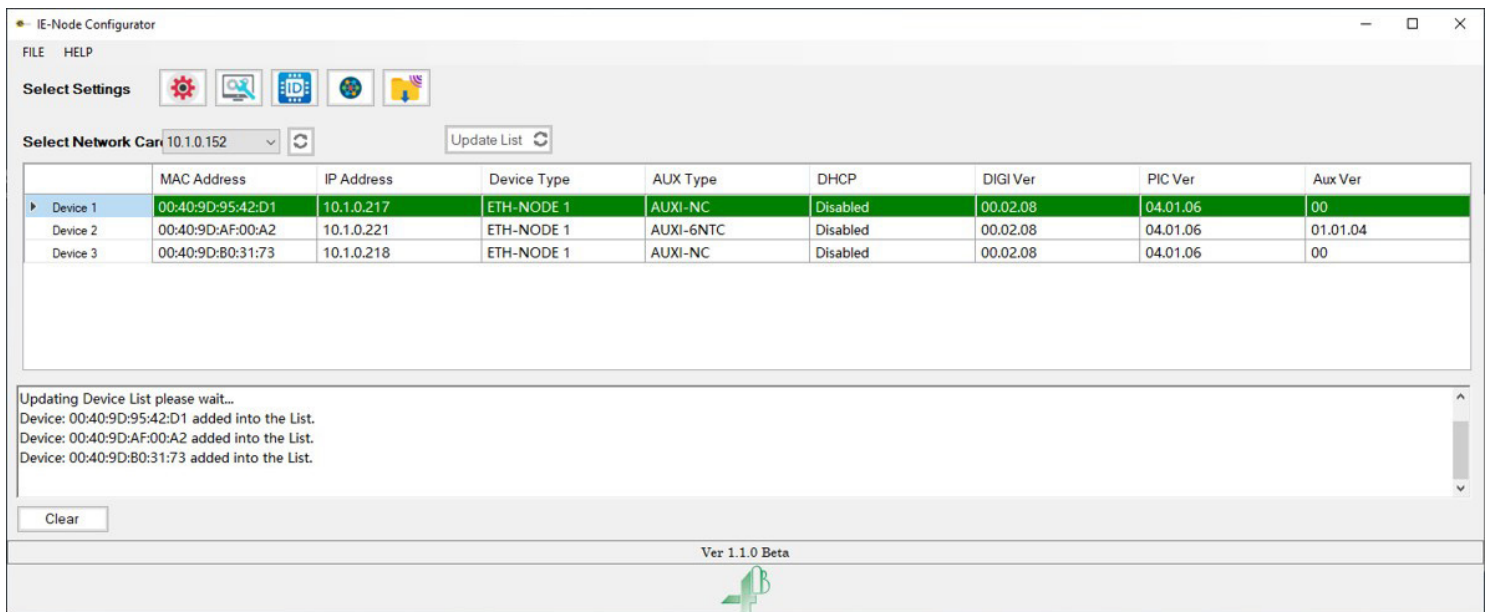 IE-Node Configurator
FILE HELP
Select Settings ID
Select Network Car 10.1.0.152 Update List
MAC Address IP Address Device Type AUX Type DHCP DIGI Ver PIC Ver Aux Ver
Device 1 00:40:9D:95:42:D1 10.1.0.217 ETH-NODE 1 AUXI-NC Disabled 00.02.08 04.01.06 00
Device 2 00:40:9D:AF:00:A2 10.1.0.221 ETH-NODE 1 AUXI-6NTC Disabled 00.02.08 04.01.06 01.01.04
Device 3 00:40:9D:B0:31:73 10.1.0.218 ETH-NODE 1 AUXI-NC Disabled 00.02.08 04.01.06 00
Updating Device List please wait...
Device: 00:40:9D:95:42:D1 added into the List.
Device: 00:40:9D:AF:00:A2 added into the List.
Device: 00:40:9D:B0:31:73 added into the List.
Clear
Ver 1.1.0 Beta
4B